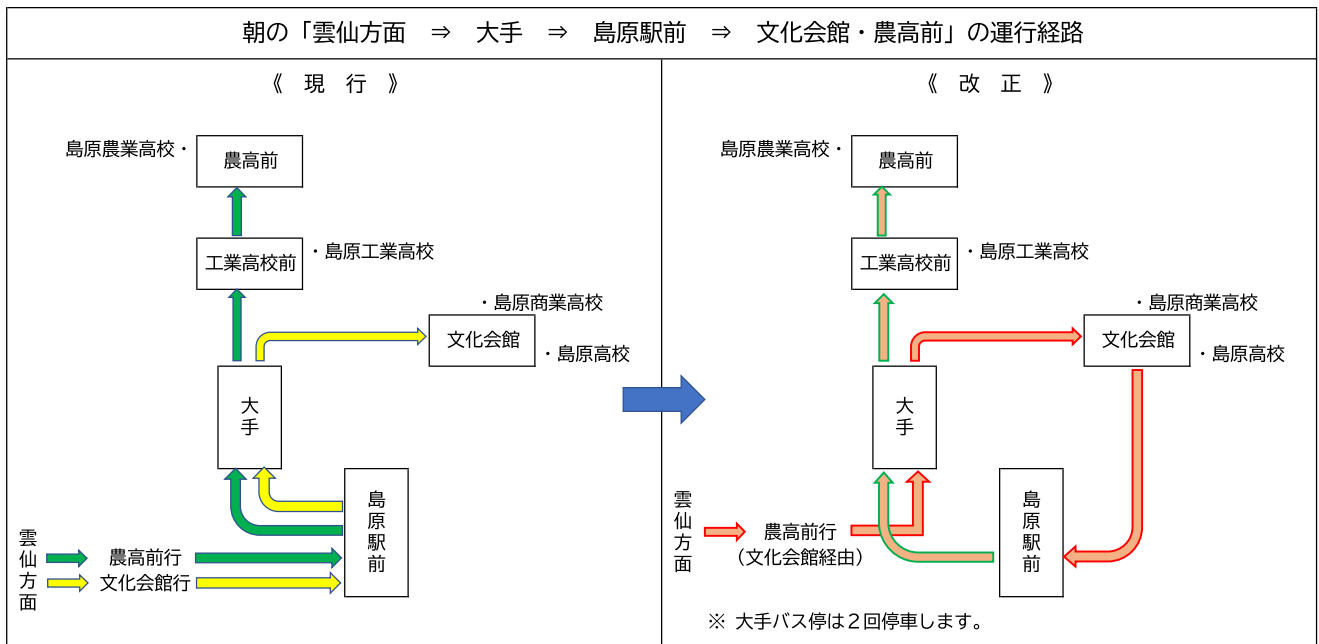 朝の「雲仙方面　⇒　大手　⇒　島原駅前　⇒　文化会館・農高前」の運行経路
《　現　行　》
島原農業高校・
農高前
工業高校前
・島原工業高校
・島原商業高校
文化会館
・島原高校
大手
島原駅前
雲仙方面
農高前行
文化会館行
《　改　正　》
島原農業高校・
農高前
工業高校前
・島原工業高校
・島原商業高校
文化会館
・島原高校
大手
島原駅前
雲仙方面
農高前行
（文化会館経由）
※ 大手バス停は２回停車します。